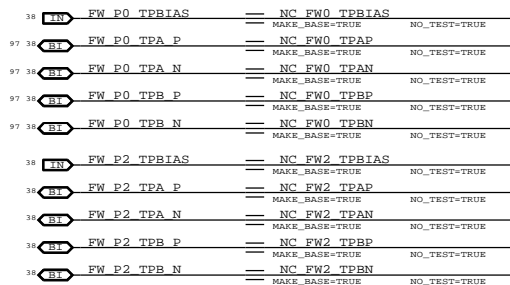 38 IN FW_P0_TPBIAS NC_FW0_TPBIAS
MAKE_BASE=TRUE NO_TEST=TRUE
97 38 BI FW_P0_TPA_P NC_FW0_TPAP
MAKE_BASE=TRUE NO_TEST=TRUE
97 38 BI FW_P0_TPA_N NC_FW0_TPAN
MAKE_BASE=TRUE NO_TEST=TRUE
97 38 BI FW_P0_TPB_P NC_FW0_TPBP
MAKE_BASE=TRUE NO_TEST=TRUE
97 38 BI FW_P0_TPB_N NC_FW0_TPBN
MAKE_BASE=TRUE NO_TEST=TRUE
38 IN FW_P2_TPBIAS NC_FW2_TPBIAS
MAKE_BASE=TRUE NO_TEST=TRUE
38 BI FW_P2_TPA_P NC_FW2_TPAP
MAKE_BASE=TRUE NO_TEST=TRUE
38 BI FW_P2_TPA_N NC_FW2_TPAN
MAKE_BASE=TRUE NO_TEST=TRUE
38 BI FW_P2_TPB_P NC_FW2_TPBP
MAKE_BASE=TRUE NO_TEST=TRUE
38 BI FW_P2_TPB_N NC_FW2_TPBN
MAKE_BASE=TRUE NO_TEST=TRUE